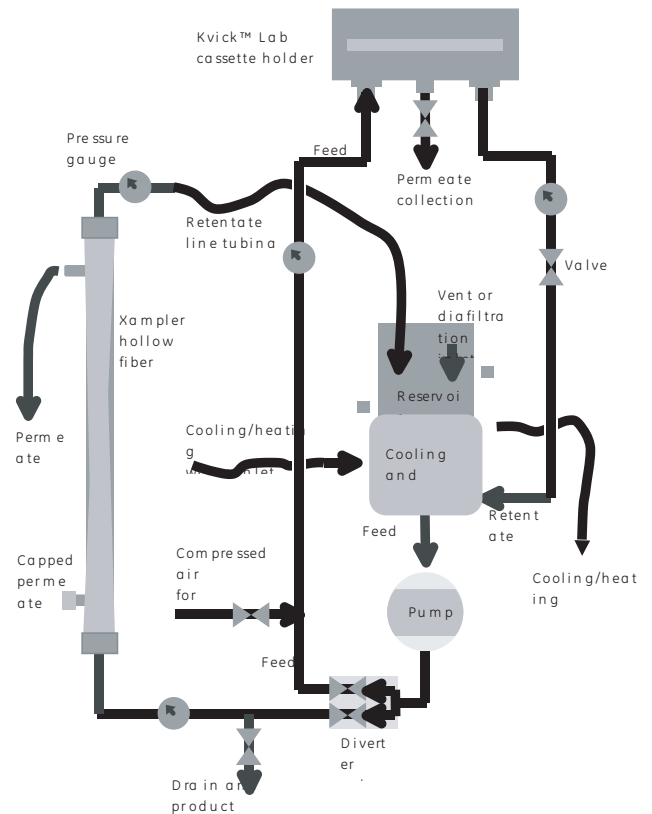 Kvick™ Lab
cassette holder
Pressure
gauge
Feed
Permeate
collection
Retentate
line tubing
Valve
Vent or
diafiltra
tion
Xampler
hollow
fiber
Reservoi
Perme
ate
Cooling/heatin
g
Cooling
and
Retent
ate
Feed
Compressed
air
for
Capped
perme
ate
Cooling/heat
ing
Pump
Feed
Divert
er
Drain an
product